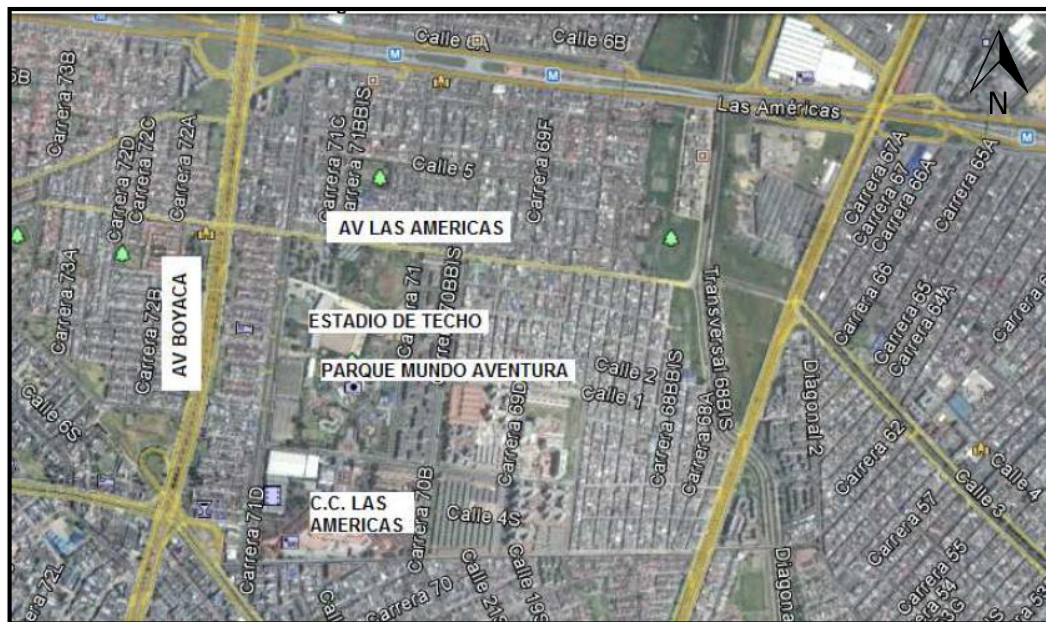 Calle 6A
Calle 6B
M
M
M
Las Américas
N
Carrera 73B
Carrera 72D
Carrera 72C
Carrera 72A
Carrera 71C
Carrera 71BBIS
Calle 5
Carrera 69F
Carrera 67A
Carrera 67
Carrera 66A
Carrera 65A
AV LAS AMERICAS
Carrera 73A
Carrera 72B
AV BOYACA
Carrera 71
70BBIS
Transversal 68BIS
Carrera 66
Carrera 65
Carrera 64A
ESTADIO DE TECHO
PARQUE MUNDO AVENTURA
Calle 2
Calle 1
Carrera 69D
Carrera 68BBIS
Carrera 68A
Diagonal 2
Calle 6S
Carrera 62
Calle 4
Calle 3
Carrera 57
Carrera 71D
C.C. LAS
AMERICAS
Carrera 70B
Calle 4S
Carrera 55
Carrera 70
Calle 21S
Calle 19S